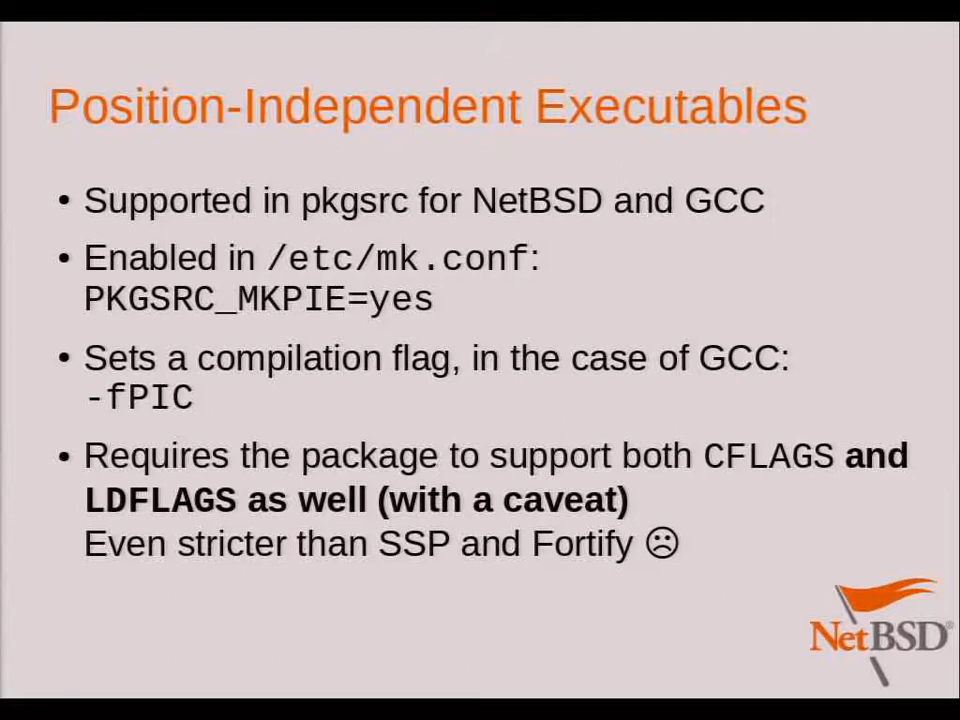 Position-Independent Executables
• Supported in pkgsrc for NetBSD and GCC
• Enabled in /etc/mk.conf:
PKGSRC_MKPIE=yes
• Sets a compilation flag, in the case of GCC:
-fPIC
• Requires the package to support both CFLAGS and
LDFLAGS as well (with a caveat)
Even stricter than SSP and Fortify ☹
NetBSD®